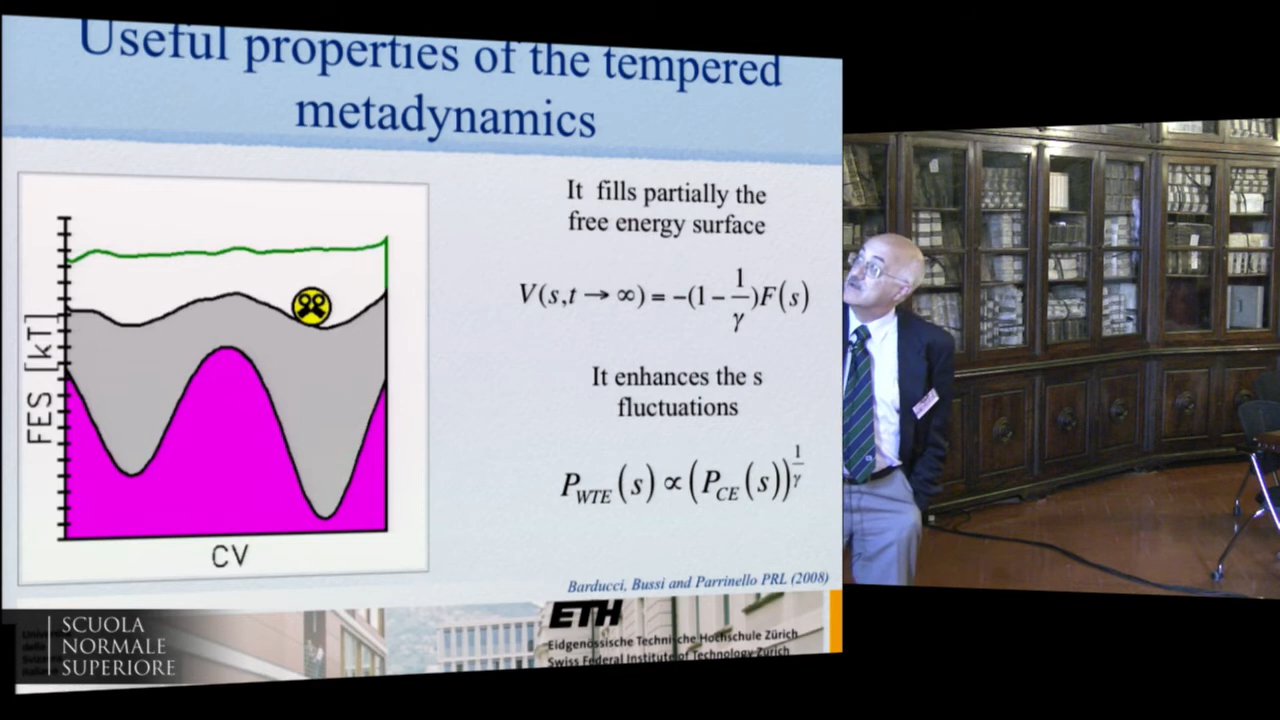 Useful properties of the tempered
metadynamics
It fills partially the
free energy surface
V(s,t → ∞) = -(1 - 1/γ)F(s)
It enhances the s
fluctuations
P_WTE(s) ∝ (P_CE(s))^(1/γ)
FES [kT]
CV
Barducci, Bussi and Parrinello PRL (2008)
SCUOLA
NORMALE
SUPERIORE
ETH
Eidgenössische Technische Hochschule Zürich
Swiss Federal Institute of Technology Zurich